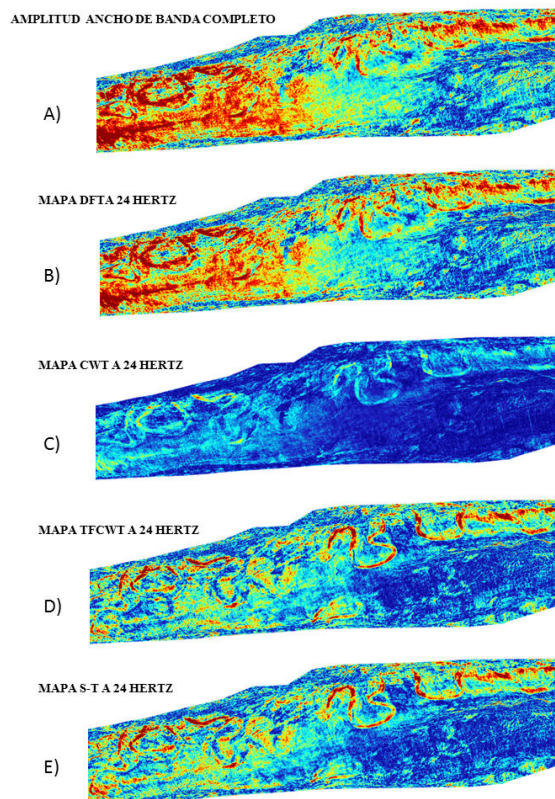 AMPLITUD ANCHO DE BANDA COMPLETO
A)
MAPA DFTA 24 HERTZ
B)
MAPA CWT A 24 HERTZ
C)
MAPA TFCWT A 24 HERTZ
D)
MAPA S-T A 24 HERTZ
E)